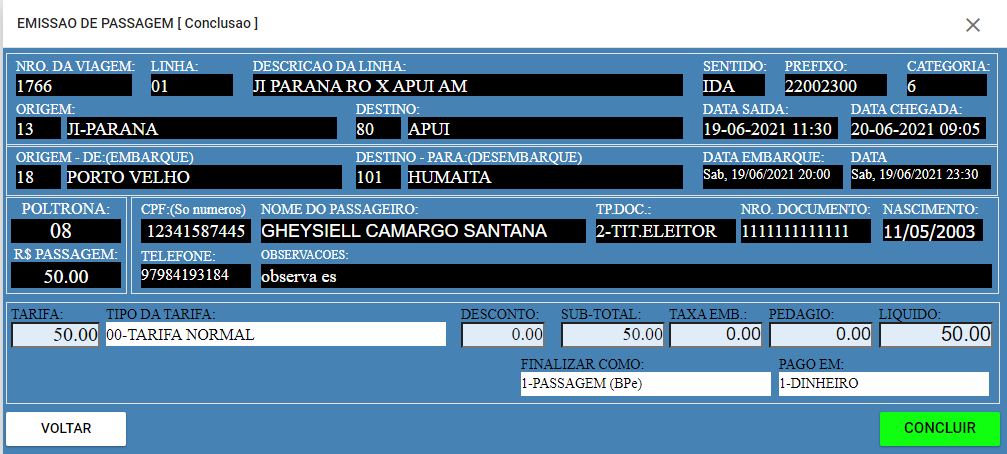 EMISSAO DE PASSAGEM [ Conclusao ]
NRO. DA VIAGEM: LINHA: DESCRICAO DA LINHA: SENTIDO: PREFIXO: CATEGORIA:
1766 01 JI PARANA RO X APUI AM IDA 22002300 6
ORIGEM: DESTINO: DATA SAIDA: DATA CHEGADA:
13 JI-PARANA 80 APUI 19-06-2021 11:30 20-06-2021 09:05
ORIGEM - DE:(EMBARQUE) DESTINO - PARA:(DESEMBARQUE) DATA EMBARQUE: DATA
18 PORTO VELHO 101 HUMAITA Sab, 19/06/2021 20:00 Sab, 19/06/2021 23:30
POLTRONA: CPF:(So numeros) NOME DO PASSAGEIRO: TP.DOC.: NRO. DOCUMENTO: NASCIMENTO:
08 12341587445 GHEYSIELL CAMARGO SANTANA 2-TIT.ELEITOR 1111111111111 11/05/2003
R$ PASSAGEM: TELEFONE: OBSERVACOES:
50.00 97984193184 observa es
TARIFA: TIPO DA TARIFA: DESCONTO: SUB-TOTAL: TAXA EMB.: PEDAGIO: LIQUIDO:
50.00 00-TARIFA NORMAL 0.00 50.00 0.00 0.00 50.00
FINALIZAR COMO: PAGO EM:
1-PASSAGEM (BPe) 1-DINHEIRO
VOLTAR CONCLUIR